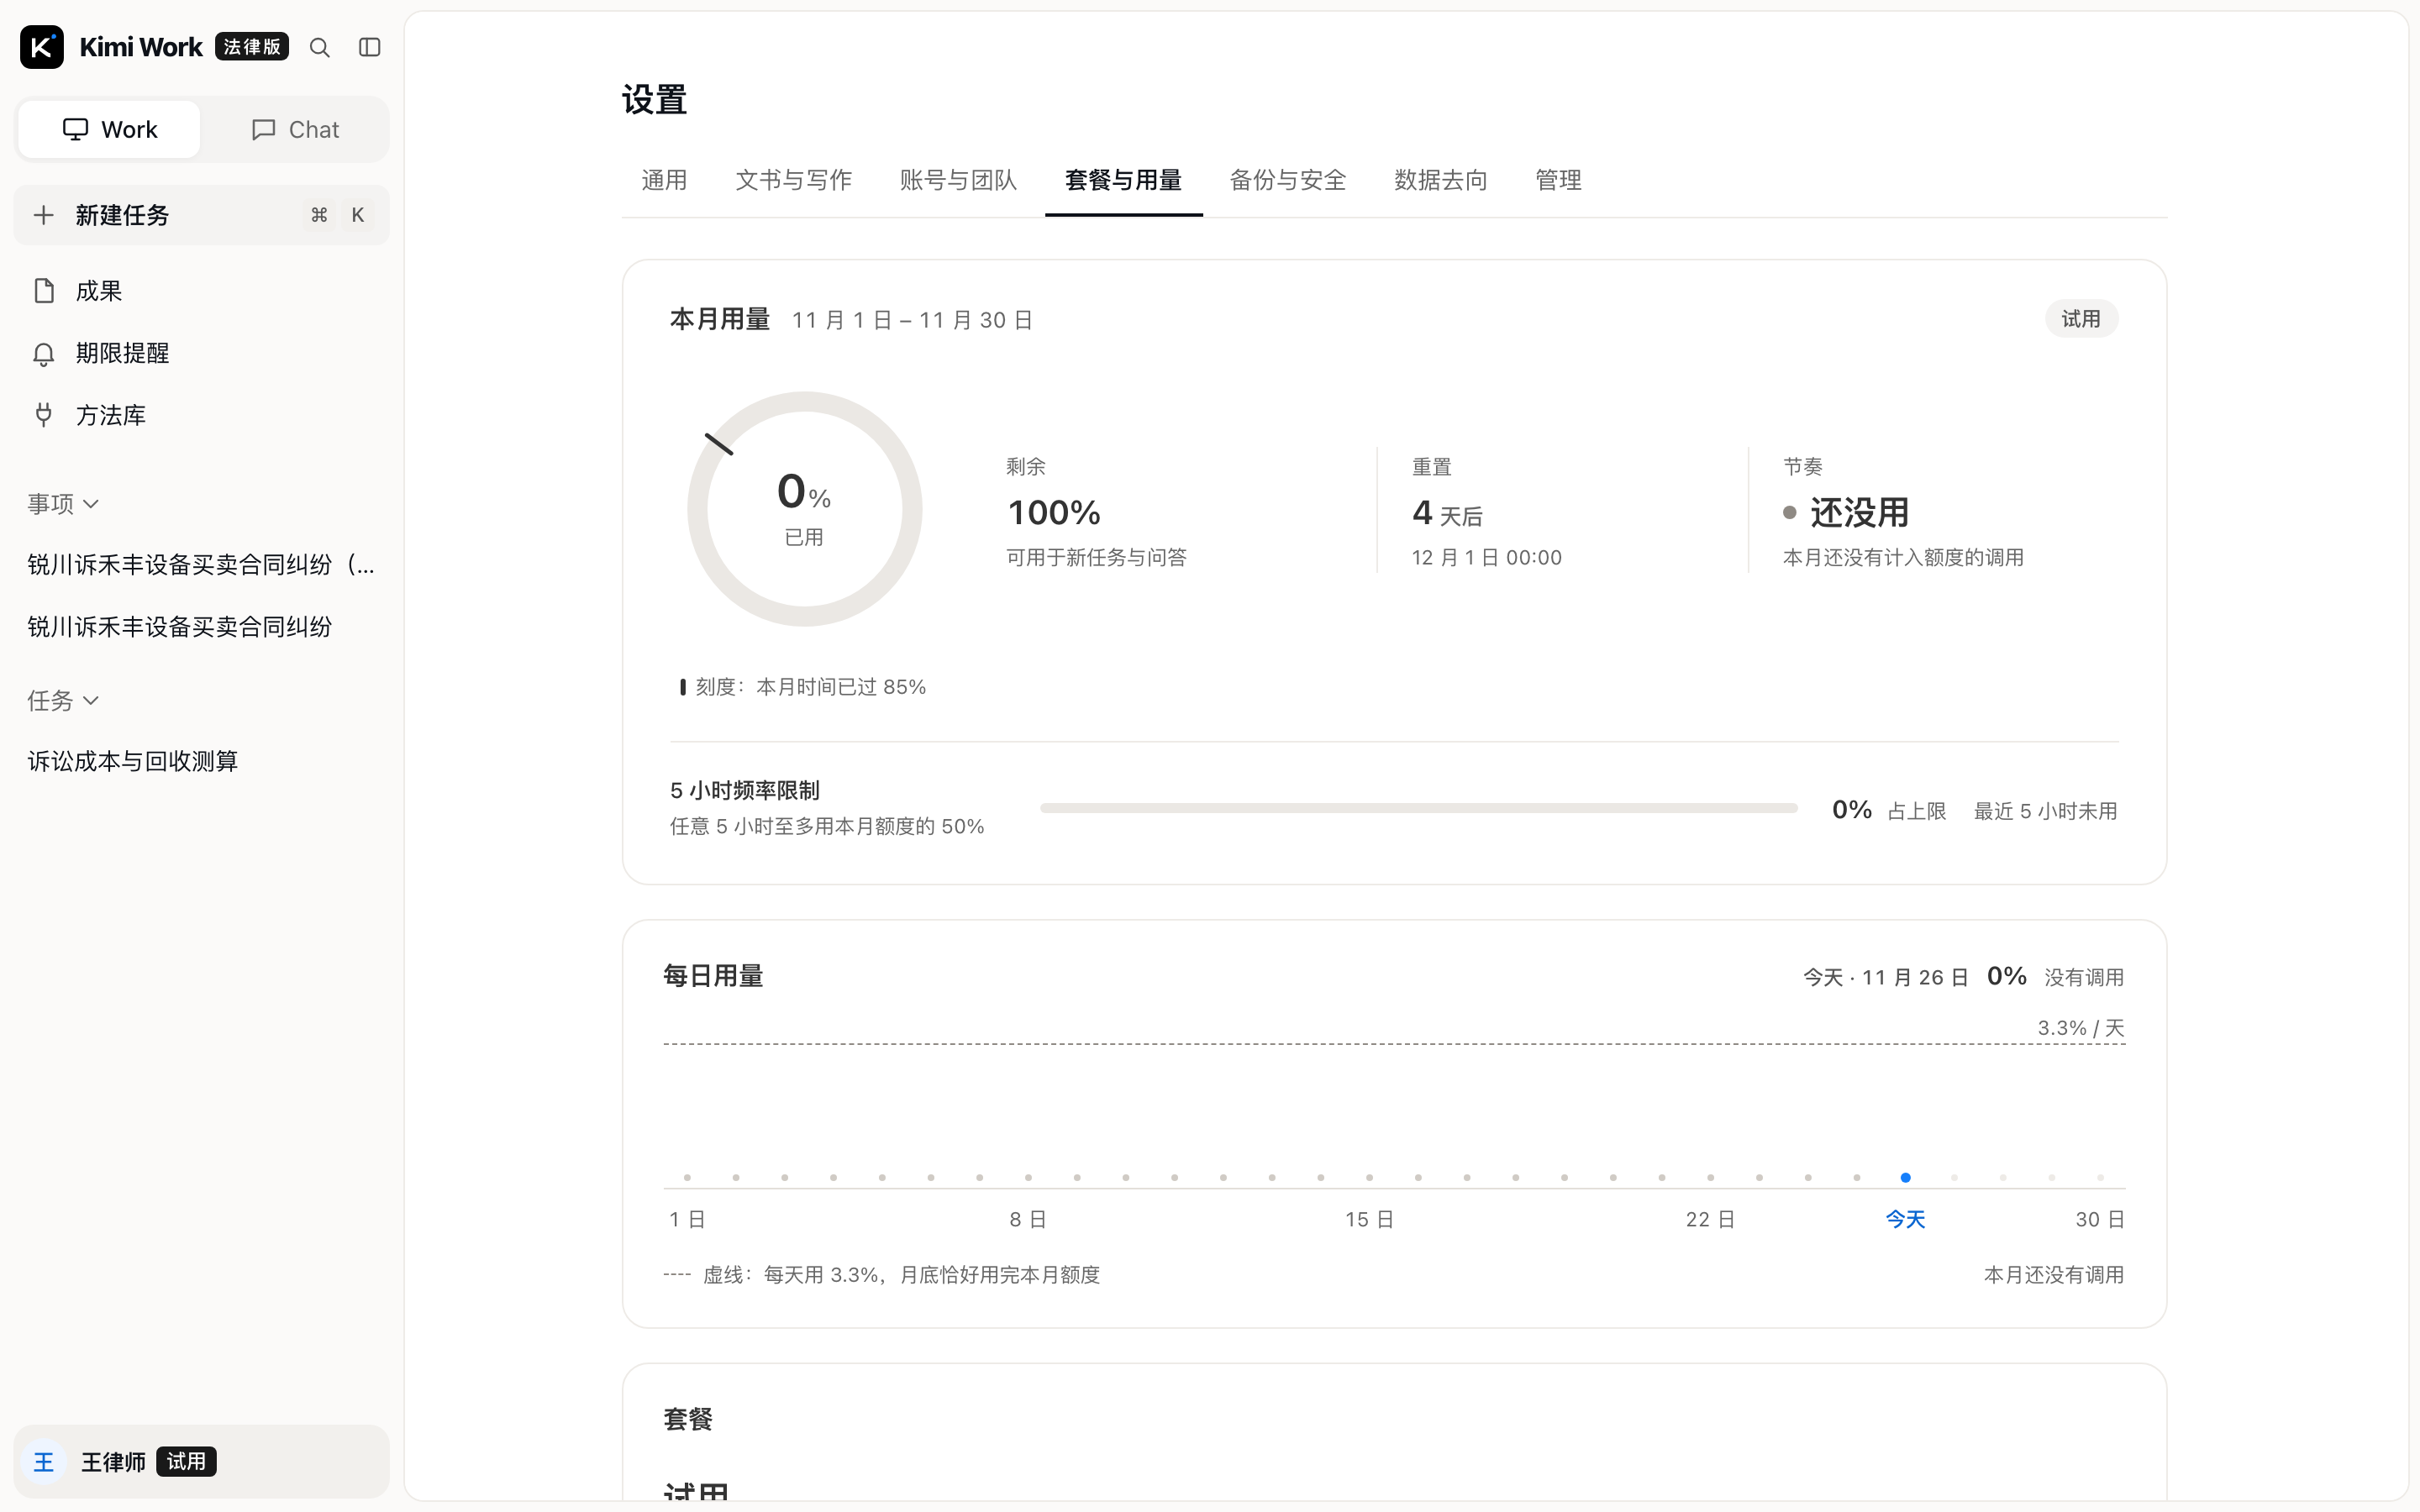 Kimi Work 法律版
Work Chat
新建任务 ⌘ K
成果
期限提醒
方法库
事项
锐川诉禾丰设备买卖合同纠纷（...
锐川诉禾丰设备买卖合同纠纷
任务
诉讼成本与回收测算
王 王律师 试用
设置
通用 文书与写作 账号与团队 套餐与用量 备份与安全 数据去向 管理
本月用量 11 月 1 日 – 11 月 30 日 试用
0%
已用
剩余
100%
可用于新任务与问答
重置
4 天后
12 月 1 日 00:00
节奏
还没用
本月还没有计入额度的调用
刻度：本月时间已过 85%
5 小时频率限制
任意 5 小时至多用本月额度的 50%
0% 占上限 最近 5 小时未用
每日用量 今天 · 11 月 26 日 0% 没有调用
3.3% / 天
1 日 8 日 15 日 22 日 今天 30 日
虚线：每天用 3.3%，月底恰好用完本月额度 本月还没有调用
套餐
试用